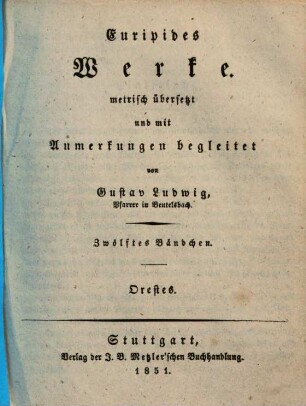 Euripides
Werke.
metrisch übersetzt
und mit
Anmerkungen begleitet
von
Gustav Ludwig,
Pfarrer in Beutelsbach.
Zwölftes Bändchen.
Orestes.
Stuttgart,
Verlag der J. B. Metzler'schen Buchhandlung.
1851.